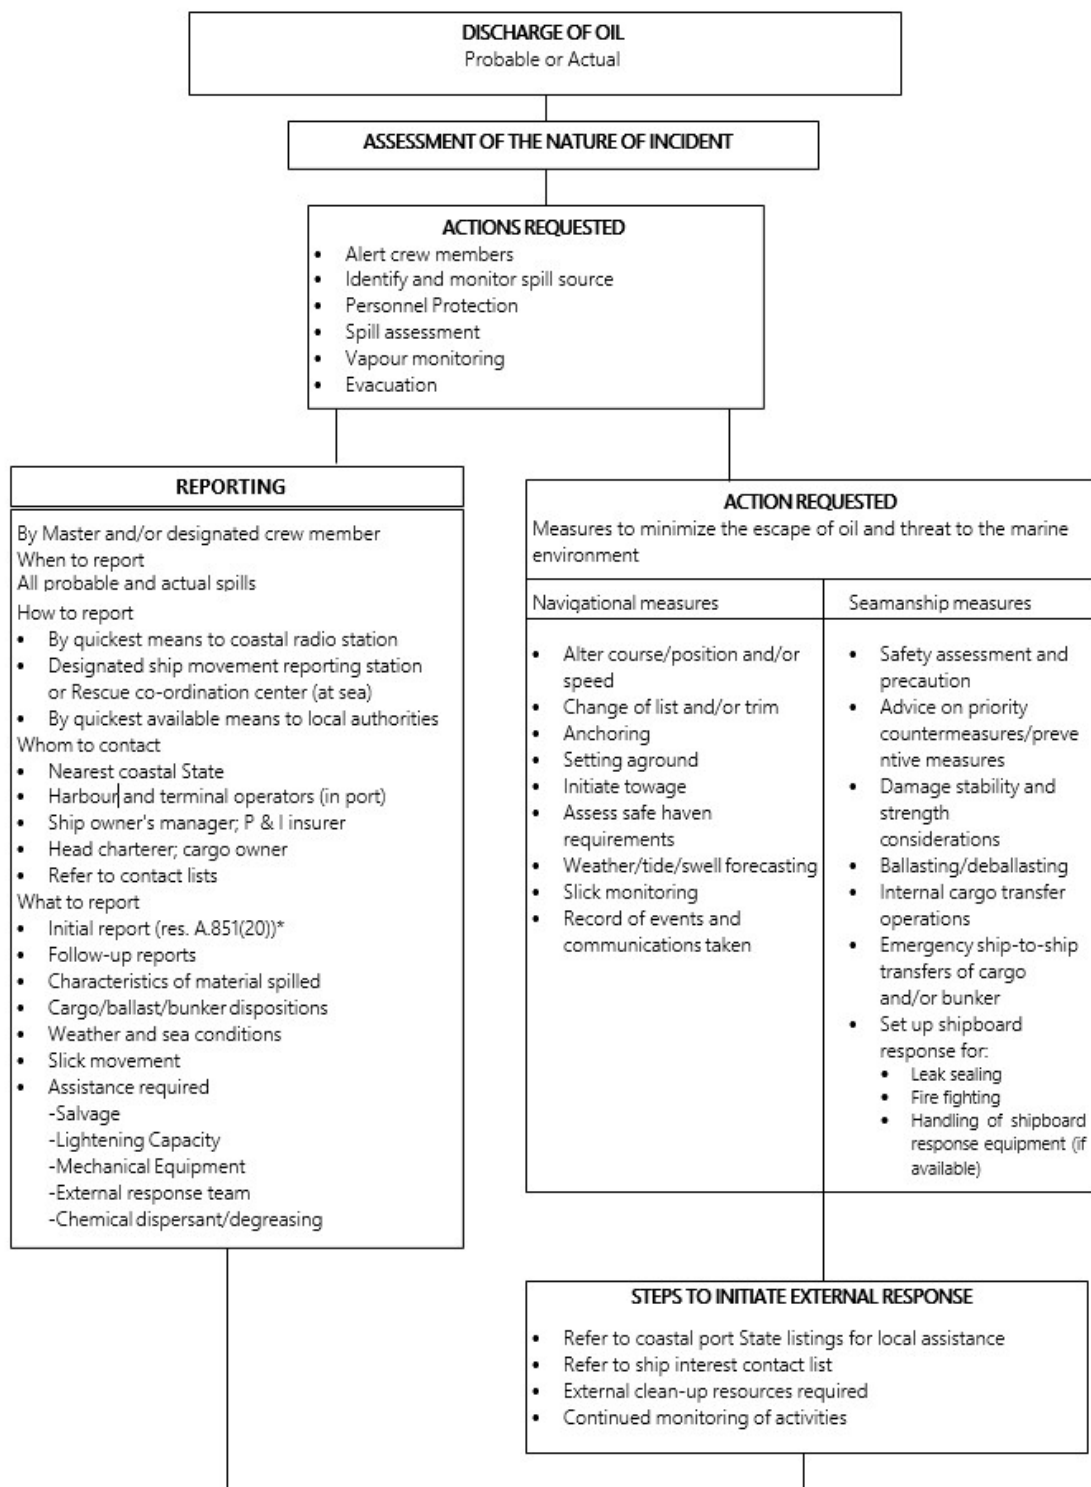 DISCHARGE OF OIL
Probable or Actual
ASSESSMENT OF THE NATURE OF INCIDENT
ACTIONS REQUESTED
• Alert crew members
• Identify and monitor spill source
• Personnel Protection
• Spill assessment
• Vapour monitoring
• Evacuation
REPORTING
By Master and/or designated crew member
When to report
All probable and actual spills
How to report
• By quickest means to coastal radio station
• Designated ship movement reporting station
or Rescue co-ordination center (at sea)
• By quickest available means to local authorities
Whom to contact
• Nearest coastal State
• Harbour and terminal operators (in port)
• Ship owner's manager; P & I insurer
• Head charterer; cargo owner
• Refer to contact lists
What to report
• Initial report (res. A.851(20))*
• Follow-up reports
• Characteristics of material spilled
• Cargo/ballast/bunker dispositions
• Weather and sea conditions
• Slick movement
• Assistance required
-Salvage
-Lightening Capacity
-Mechanical Equipment
-External response team
-Chemical dispersant/degreasing
ACTION REQUESTED
Measures to minimize the escape of oil and threat to the marine
environment
Navigational measures
• Alter course/position and/or
speed
• Change of list and/or trim
• Anchoring
• Setting aground
• Initiate towage
• Assess safe haven
requirements
• Weather/tide/swell forecasting
• Slick monitoring
• Record of events and
communications taken
Seamanship measures
• Safety assessment and
precaution
• Advice on priority
countermeasures/preve
ntive measures
• Damage stability and
strength
considerations
• Ballasting/deballasting
• Internal cargo transfer
operations
• Emergency ship-to-ship
transfers of cargo
and/or bunker
• Set up shipboard
response for:
• Leak sealing
• Fire fighting
• Handling of shipboard
response equipment (if
available)
STEPS TO INITIATE EXTERNAL RESPONSE
• Refer to coastal port State listings for local assistance
• Refer to ship interest contact list
• External clean-up resources required
• Continued monitoring of activities